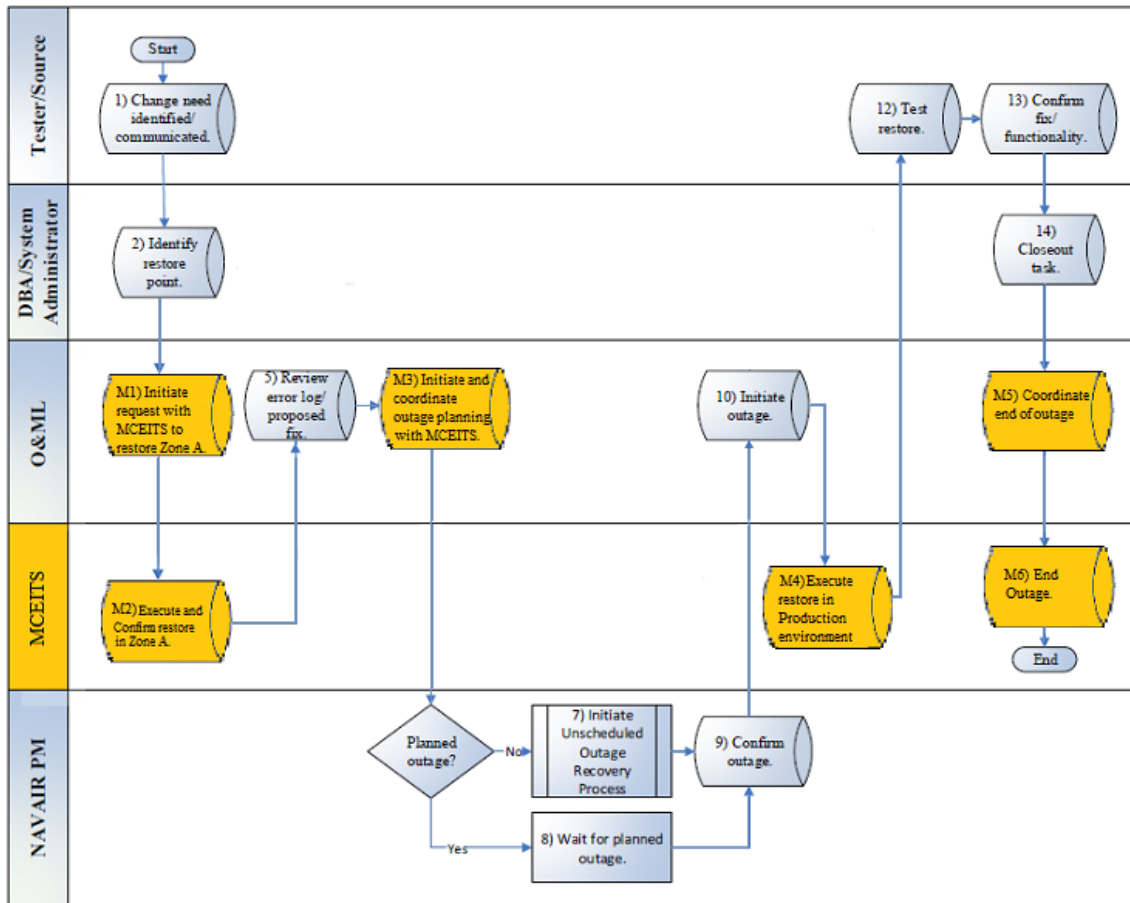 Tester/Source
Start
1) Change need
identified/
communicated.
12) Test
restore.
13) Confirm
fix/
functionality.
DBA/System
Administrator
2) Identify
restore
point.
14)
Closeout
task.
O&ML
M1) Initiate
request with
MCEITS to
restore Zone A.
5) Review
error log/
proposed
fix.
M3) Initiate and
coordinate
outage planning
with MCEITS.
10) Initiate
outage.
M5) Coordinate
end of outage
MCEITS
M2) Execute and
Confirm restore
in Zone A.
M4)Execute
restore in
Production
environment
M6) End
Outage.
End
NAVAIR PM
Planned
outage?
No
7) Initiate
Unscheduled
Outage
Recovery
Process
9) Confirm
outage.
Yes
8) Wait for planned
outage.